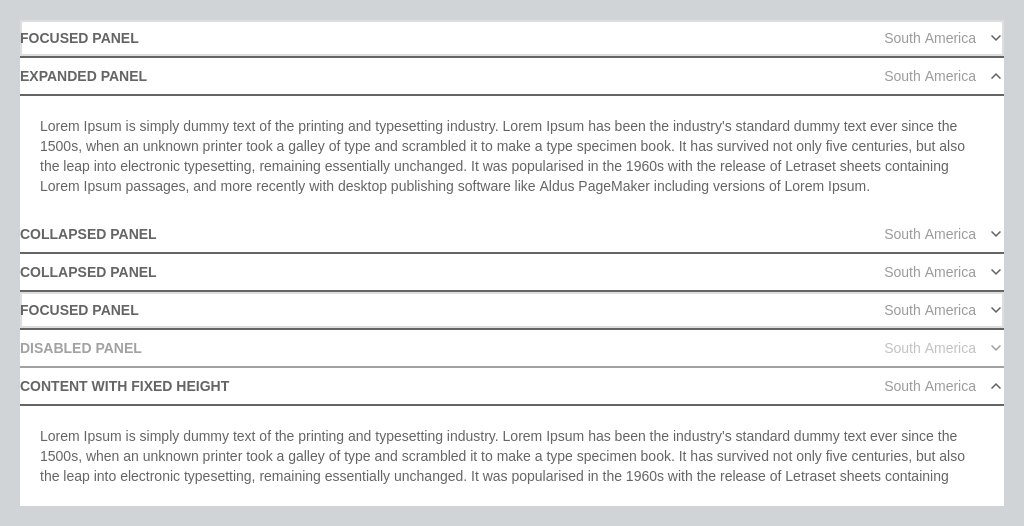 FOCUSED PANEL South America
EXPANDED PANEL South America
Lorem Ipsum is simply dummy text of the printing and typesetting industry. Lorem Ipsum has been the industry's standard dummy text ever since the
1500s, when an unknown printer took a galley of type and scrambled it to make a type specimen book. It has survived not only five centuries, but also
the leap into electronic typesetting, remaining essentially unchanged. It was popularised in the 1960s with the release of Letraset sheets containing
Lorem Ipsum passages, and more recently with desktop publishing software like Aldus PageMaker including versions of Lorem Ipsum.
COLLAPSED PANEL South America
COLLAPSED PANEL South America
FOCUSED PANEL South America
DISABLED PANEL South America
CONTENT WITH FIXED HEIGHT South America
Lorem Ipsum is simply dummy text of the printing and typesetting industry. Lorem Ipsum has been the industry's standard dummy text ever since the
1500s, when an unknown printer took a galley of type and scrambled it to make a type specimen book. It has survived not only five centuries, but also
the leap into electronic typesetting, remaining essentially unchanged. It was popularised in the 1960s with the release of Letraset sheets containing